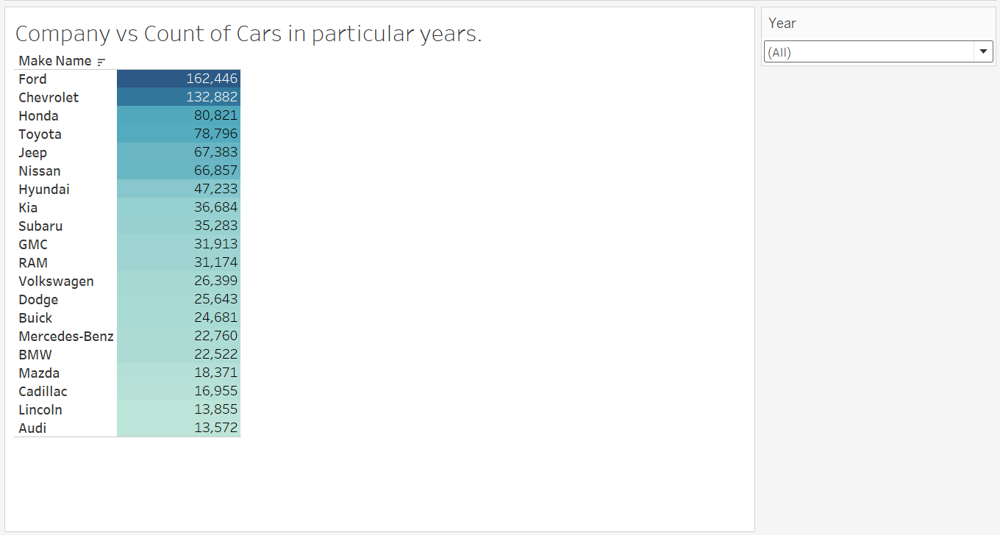 Company vs Count of Cars in particular years.
Make Name
Ford 162,446
Chevrolet 132,882
Honda 80,821
Toyota 78,796
Jeep 67,383
Nissan 66,857
Hyundai 47,233
Kia 36,684
Subaru 35,283
GMC 31,913
RAM 31,174
Volkswagen 26,399
Dodge 25,643
Buick 24,681
Mercedes-Benz 22,760
BMW 22,522
Mazda 18,371
Cadillac 16,955
Lincoln 13,855
Audi 13,572
Year
(All)